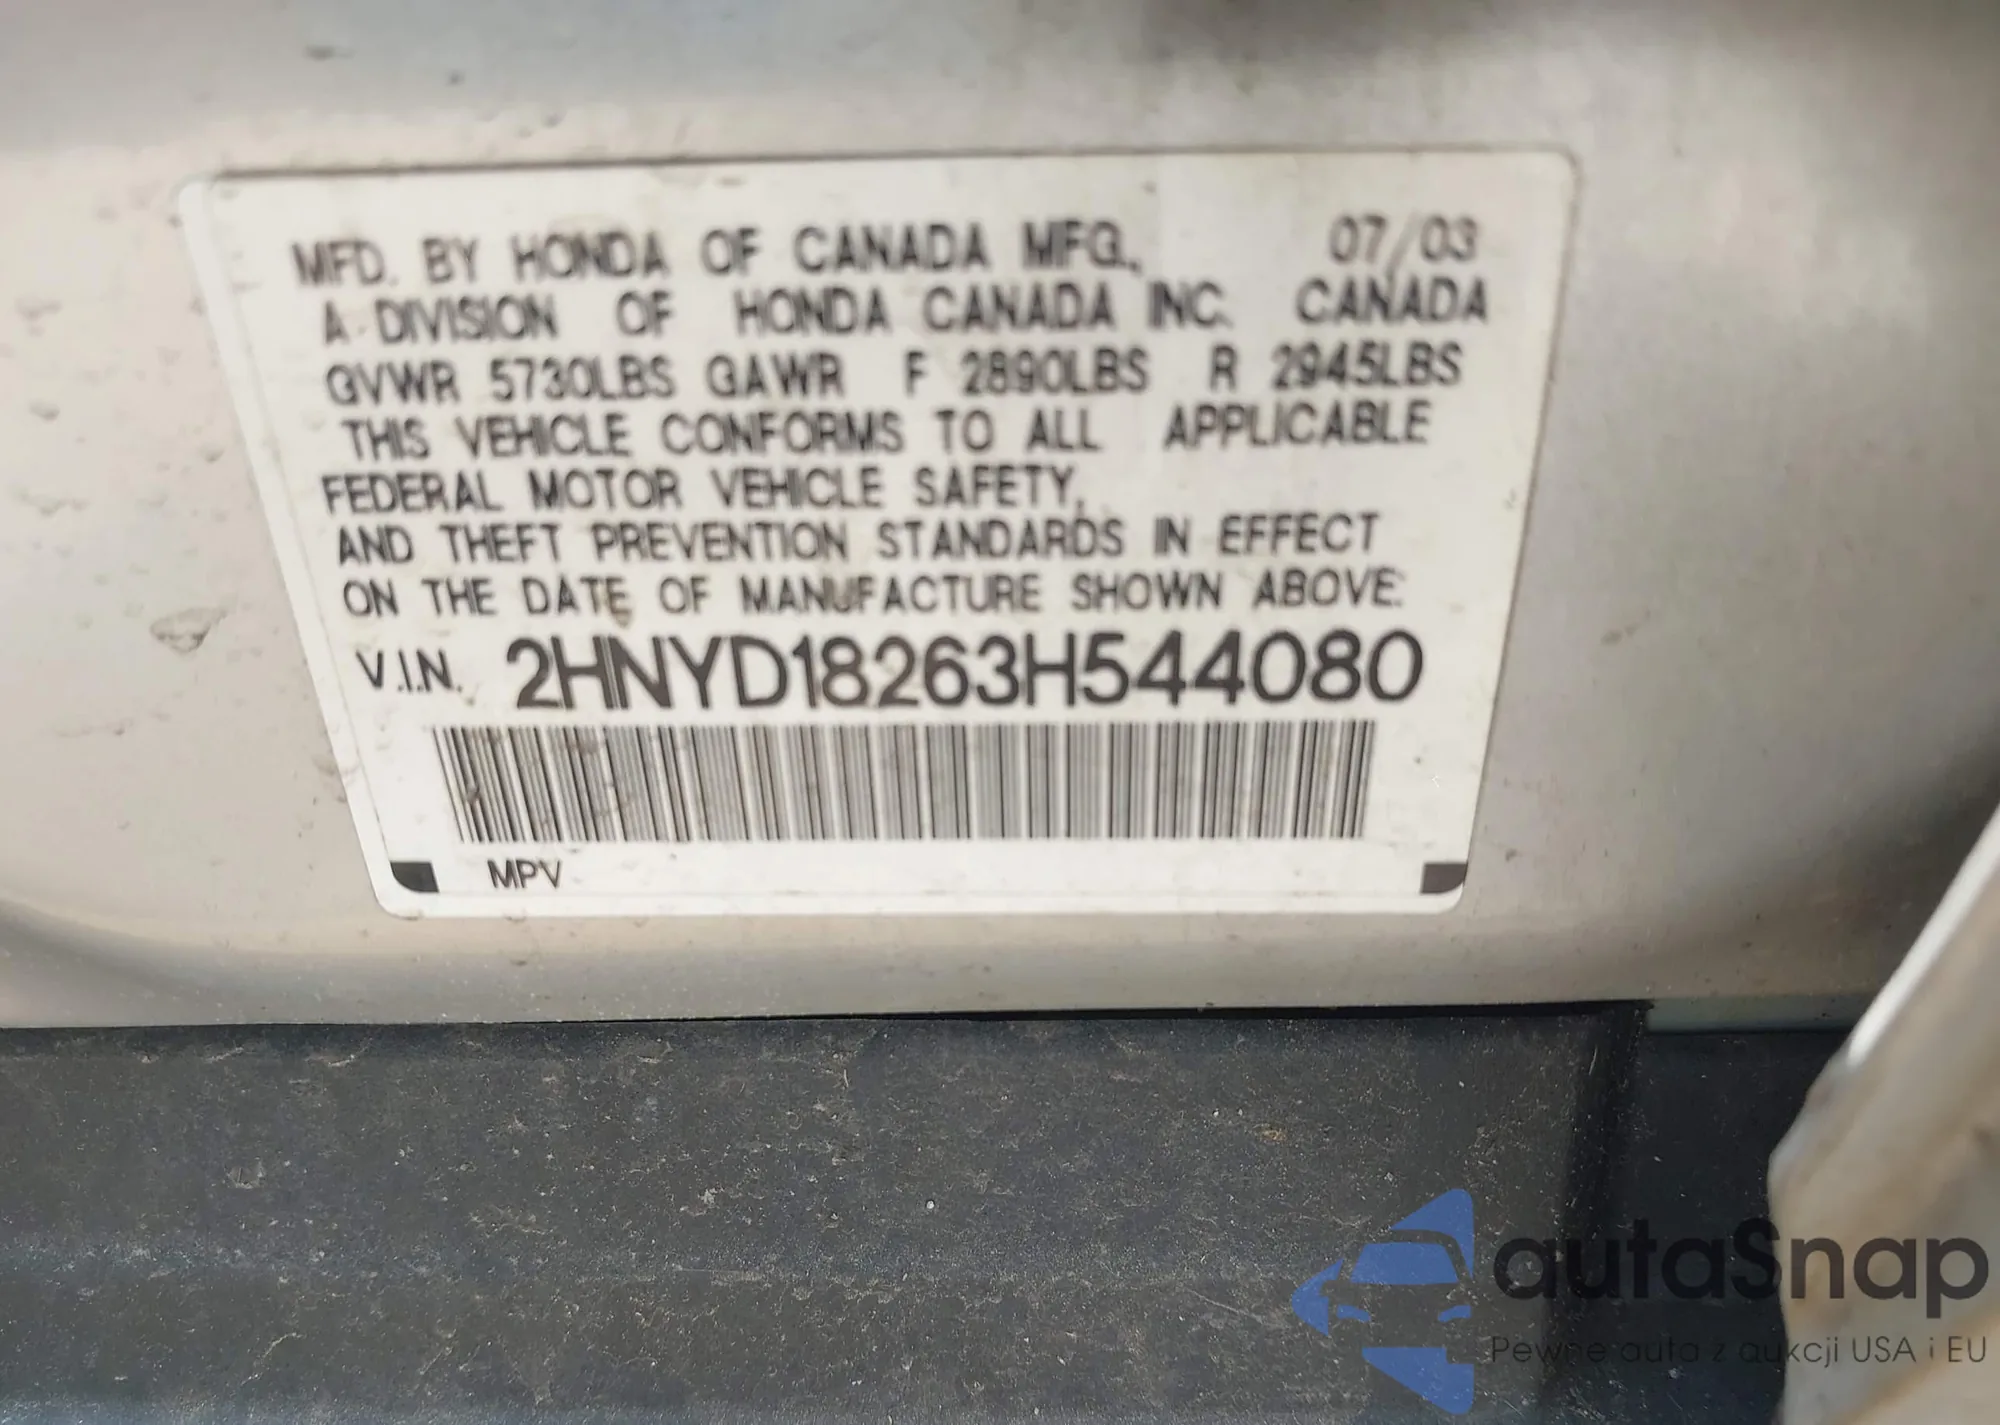 MFD. BY HONDA OF CANADA MFG., 07/03
A DIVISION OF HONDA CANADA INC. CANADA
GVWR 5730LBS GAWR F 2890LBS R 2945LBS
THIS VEHICLE CONFORMS TO ALL APPLICABLE
FEDERAL MOTOR VEHICLE SAFETY,
AND THEFT PREVENTION STANDARDS IN EFFECT
ON THE DATE OF MANUFACTURE SHOWN ABOVE:
V.I.N. 2HNYD18263H544080
MPV
autaSnap
Pewne auta z aukcji USA i EU